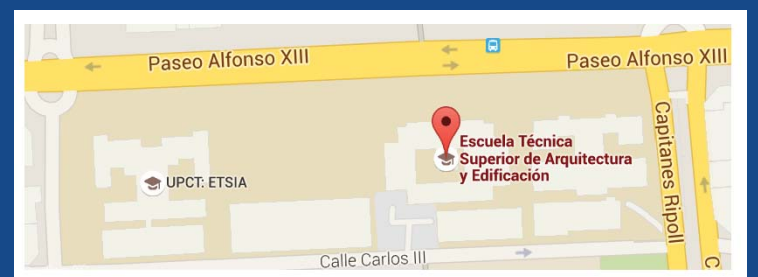 Paseo Alfonso XIII
Paseo Alfonso XIII
Escuela Técnica
Superior de Arquitectura
y Edificación
UPCT: ETSIA
Capitanes Ripoll
Calle Carlos III
C